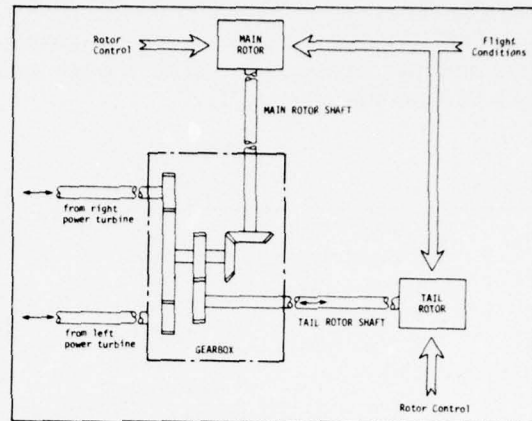 Rotor
Control
MAIN
ROTOR
Flight
Conditions
MAIN ROTOR SHAFT
from right
power turbine
from left
power turbine
GEARBOX
TAIL ROTOR SHAFT
TAIL
ROTOR
Rotor Control